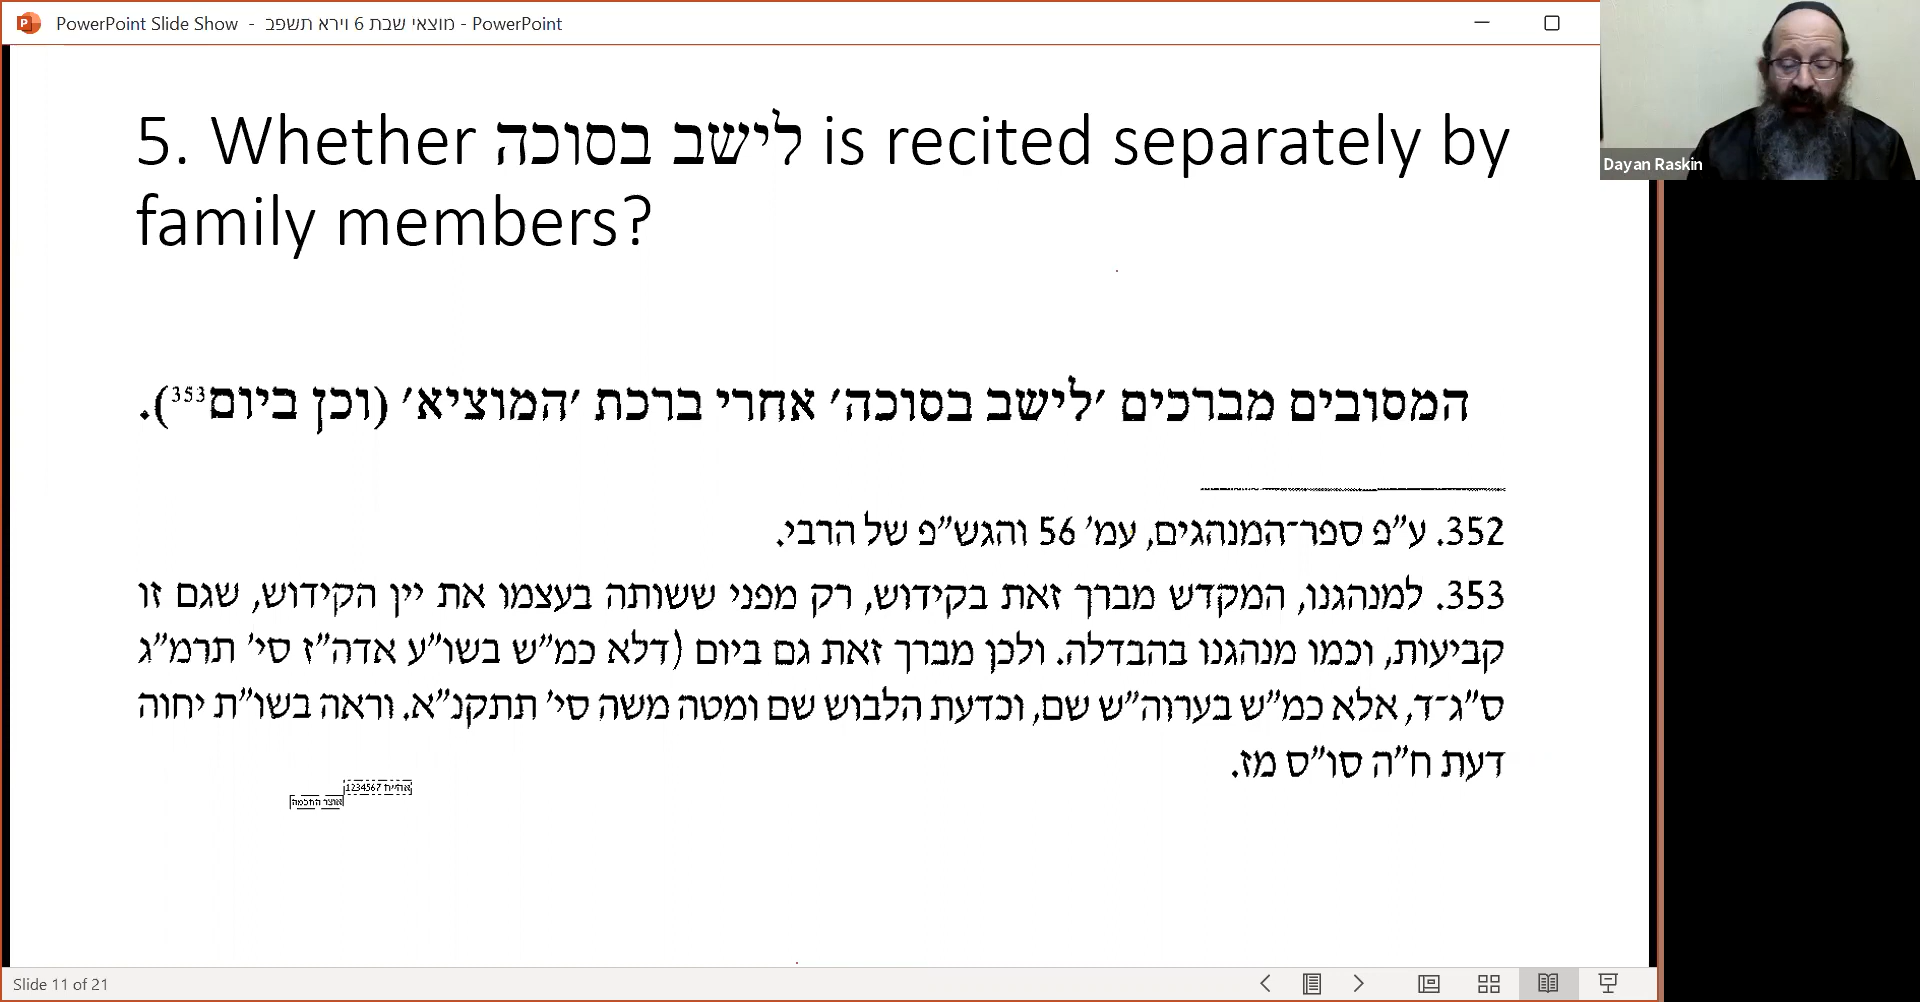 PowerPoint Slide Show - מוצאי שבת 6 וירא תשפב - PowerPoint
Dayan Raskin
5. Whether לישב בסוכה is recited separately by
family members?
המסובים מברכים 'לישב בסוכה' אחרי ברכת 'המוציא' (וכן ביום353).
352. ע"פ ספר־המנהגים, עמ' 56 והגש"פ של הרבי.
353. למנהגנו, המקדש מברך זאת בקידוש, רק מפני ששותה בעצמו את יין הקידוש, שגם זו
קביעות, וכמו מנהגנו בהבדלה. ולכן מברך זאת גם ביום (דלא כמ"ש בשו"ע אדה"ז סי' תרמ"ג
ס"ג־ד, אלא כמ"ש בערוה"ש שם, וכדעת הלבוש שם ומטה משה סי' תתקנ"א. וראה בשו"ת יחוה
דעת ח"ה סו"ס מז.
אח"ח 1234567
אוצר החכמה
Slide 11 of 21